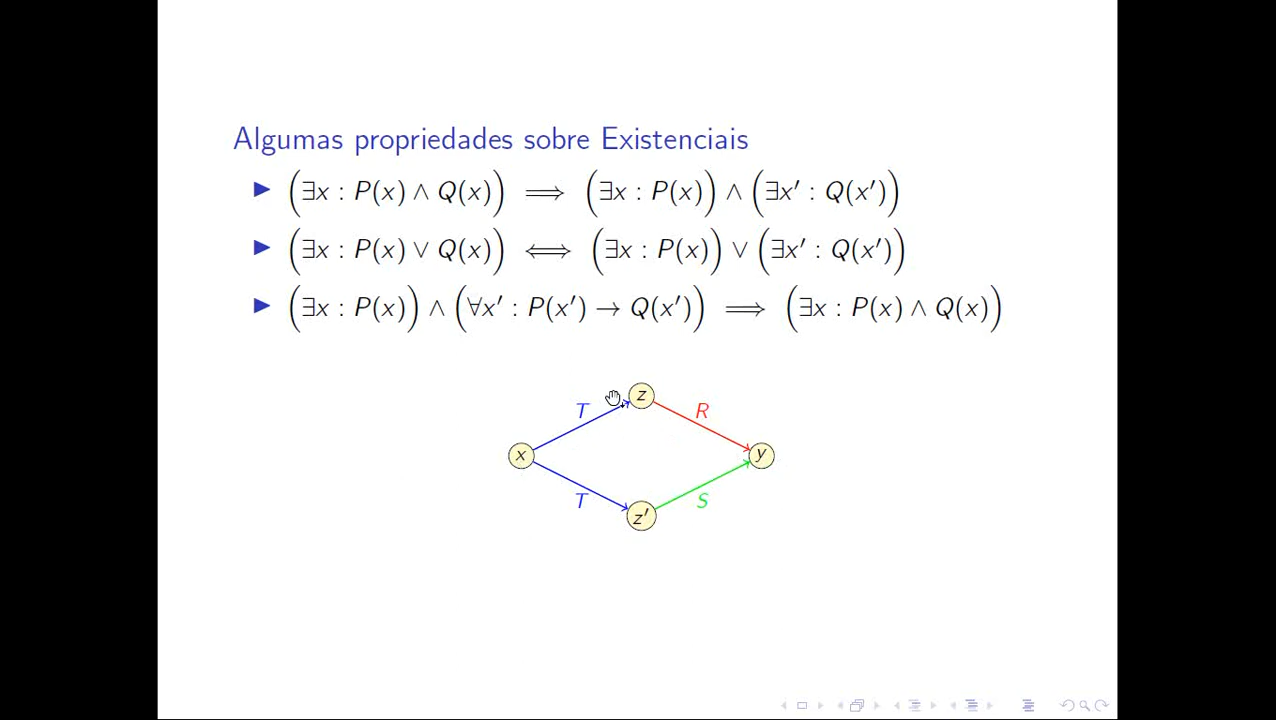 Algumas propriedades sobre Existenciais
▶ (∃x : P(x) ∧ Q(x)) ⟹ (∃x : P(x)) ∧ (∃x′ : Q(x′))
▶ (∃x : P(x) ∨ Q(x)) ⟺ (∃x : P(x)) ∨ (∃x′ : Q(x′))
▶ (∃x : P(x)) ∧ (∀x′ : P(x′) → Q(x′)) ⟹ (∃x : P(x) ∧ Q(x))
z
T R
x y
T S
z′